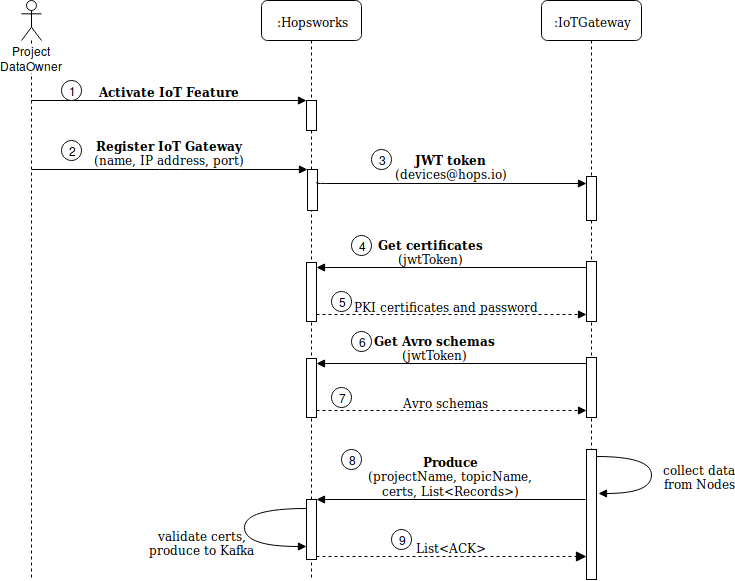 :Hopsworks
:IoTGateway
Project
DataOwner
1
Activate IoT Feature
2
Register IoT Gateway
(name, IP address, port)
3
JWT token
(devices@hops.io)
4
Get certificates
(jwtToken)
5
PKI certificates and password
6
Get Avro schemas
(jwtToken)
7
Avro schemas
8
Produce
(projectName, topicName,
certs, List<Records>)
collect data
from Nodes
validate certs,
produce to Kafka
9
List<ACK>